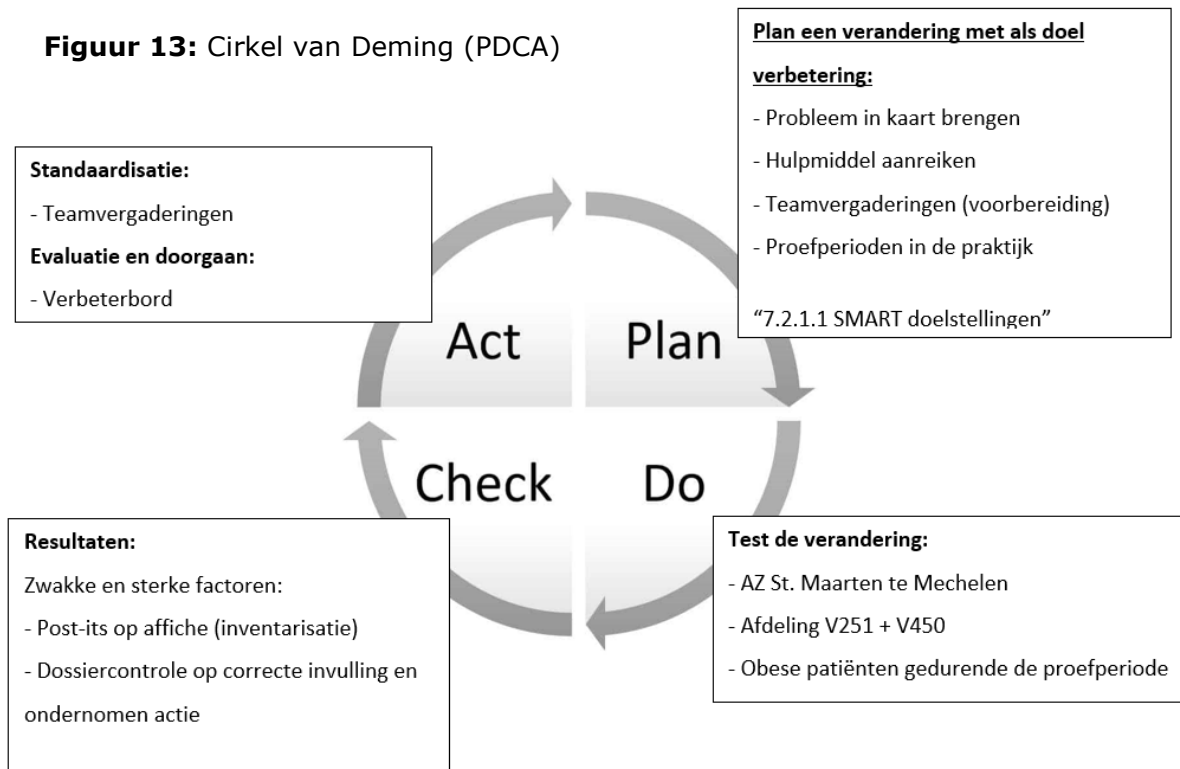 Figuur 13: Cirkel van Deming (PDCA)
Plan een verandering met als doel
verbetering:
- Probleem in kaart brengen
- Hulpmiddel aanreiken
- Teamvergaderingen (voorbereiding)
- Proefperioden in de praktijk
“7.2.1.1 SMART doelstellingen”
Standaardisatie:
- Teamvergaderingen
Evaluatie en doorgaan:
- Verbeterbord
Act
Plan
Check
Do
Resultaten:
Zwakke en sterke factoren:
- Post-its op affiche (inventarisatie)
- Dossiercontrole op correcte invulling en
ondernomen actie
Test de verandering:
- AZ St. Maarten te Mechelen
- Afdeling V251 + V450
- Obese patiënten gedurende de proefperiode